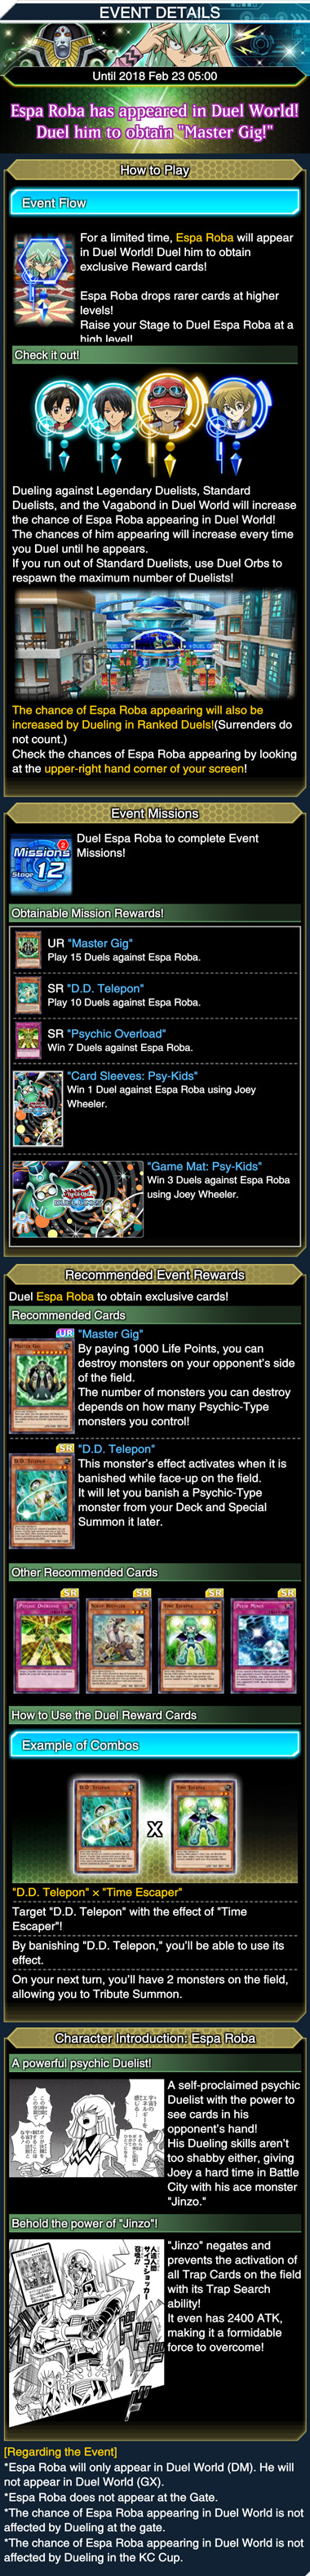 EVENT DETAILS
Until 2018 Feb 23 05:00
Espa Roba has appeared in Duel World!
Duel him to obtain "Master Gig!"
How to Play
Event Flow
For a limited time, Espa Roba will appear
in Duel World! Duel him to obtain
exclusive Reward cards!
Espa Roba drops rarer cards at higher
levels!
Raise your Stage to Duel Espa Roba at a
high level!
Check it out!
Dueling against Legendary Duelists, Standard
Duelists, and the Vagabond in Duel World will increase
the chance of Espa Roba appearing in Duel World!
The chances of him appearing will increase every time
you Duel until he appears.
If you run out of Standard Duelists, use Duel Orbs to
respawn the maximum number of Duelists!
The chance of Espa Roba appearing will also be
increased by Dueling in Ranked Duels!(Surrenders do
not count.)
Check the chances of Espa Roba appearing by looking
at the upper-right hand corner of your screen!
Event Missions
Missions
2
Stage 12
Duel Espa Roba to complete Event
Missions!
Obtainable Mission Rewards!
UR "Master Gig"
Play 15 Duels against Espa Roba.
SR "D.D. Telepon"
Play 10 Duels against Espa Roba.
SR "Psychic Overload"
Win 7 Duels against Espa Roba.
"Card Sleeves: Psy-Kids"
Win 1 Duel against Espa Roba using Joey
Wheeler.
"Game Mat: Psy-Kids"
Win 3 Duels against Espa Roba
using Joey Wheeler.
Recommended Event Rewards
Duel Espa Roba to obtain exclusive cards!
Recommended Cards
UR "Master Gig"
Master Gig
By paying 1000 Life Points, you can
destroy monsters on your opponent's side
of the field.
The number of monsters you can destroy
depends on how many Psychic-Type
monsters you control!
SR "D.D. Telepon"
D.D. Telepon
This monster's effect activates when it is
banished while face-up on the field.
It will let you banish a Psychic-Type
monster from your Deck and Special
Summon it later.
Other Recommended Cards
SR
SR
SR
SR
Psychic Overload
Time Escaper
How to Use the Duel Reward Cards
Example of Combos
D.D. Telepon
X
Time Escaper
"D.D. Telepon" × "Time Escaper"
Target "D.D. Telepon" with the effect of "Time
Escaper"!
By banishing "D.D. Telepon," you'll be able to use its
effect.
On your next turn, you'll have 2 monsters on the field,
allowing you to Tribute Summon.
Character Introduction: Espa Roba
A powerful psychic Duelist!
A self-proclaimed psychic
Duelist with the power to
see cards in his
opponent's hand!
His Dueling skills aren't
too shabby either, giving
Joey a hard time in Battle
City with his ace monster
"Jinzo."
Behold the power of "Jinzo"!
人造人間
サイコ・ショッカー
召喚!!
"Jinzo" negates and
prevents the activation of
all Trap Cards on the field
with its Trap Search
ability!
It even has 2400 ATK,
making it a formidable
force to overcome!
[Regarding the Event]
*Espa Roba will only appear in Duel World (DM). He will
not appear in Duel World (GX).
*Espa Roba does not appear at the Gate.
*The chance of Espa Roba appearing in Duel World is not
affected by Dueling at the gate.
*The chance of Espa Roba appearing in Duel World is not
affected by Dueling in the KC Cup.